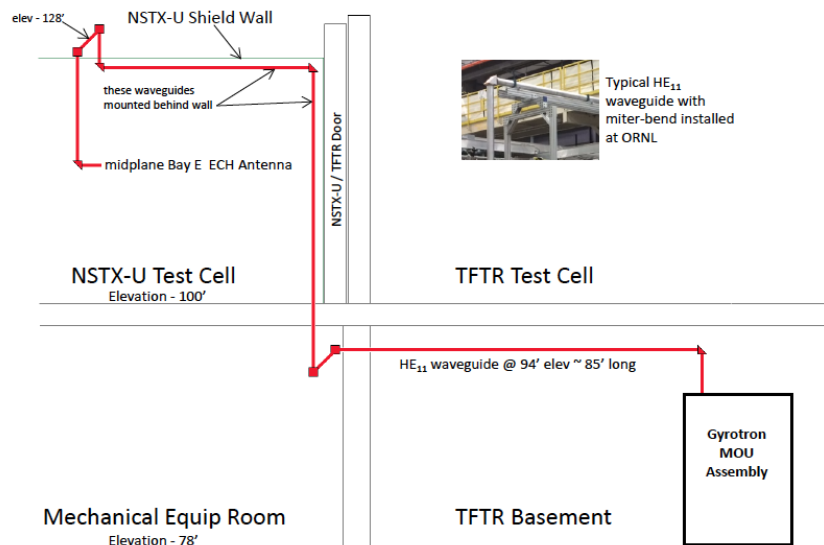 elev - 128'
NSTX-U Shield Wall
these waveguides
mounted behind wall
midplane Bay E ECH Antenna
NSTX-U / TFTR Door
Typical HE₁₁
waveguide with
miter-bend installed
at ORNL
NSTX-U Test Cell
Elevation - 100'
TFTR Test Cell
HE₁₁ waveguide @ 94' elev ~ 85' long
Gyrotron
MOU
Assembly
Mechanical Equip Room
Elevation - 78'
TFTR Basement